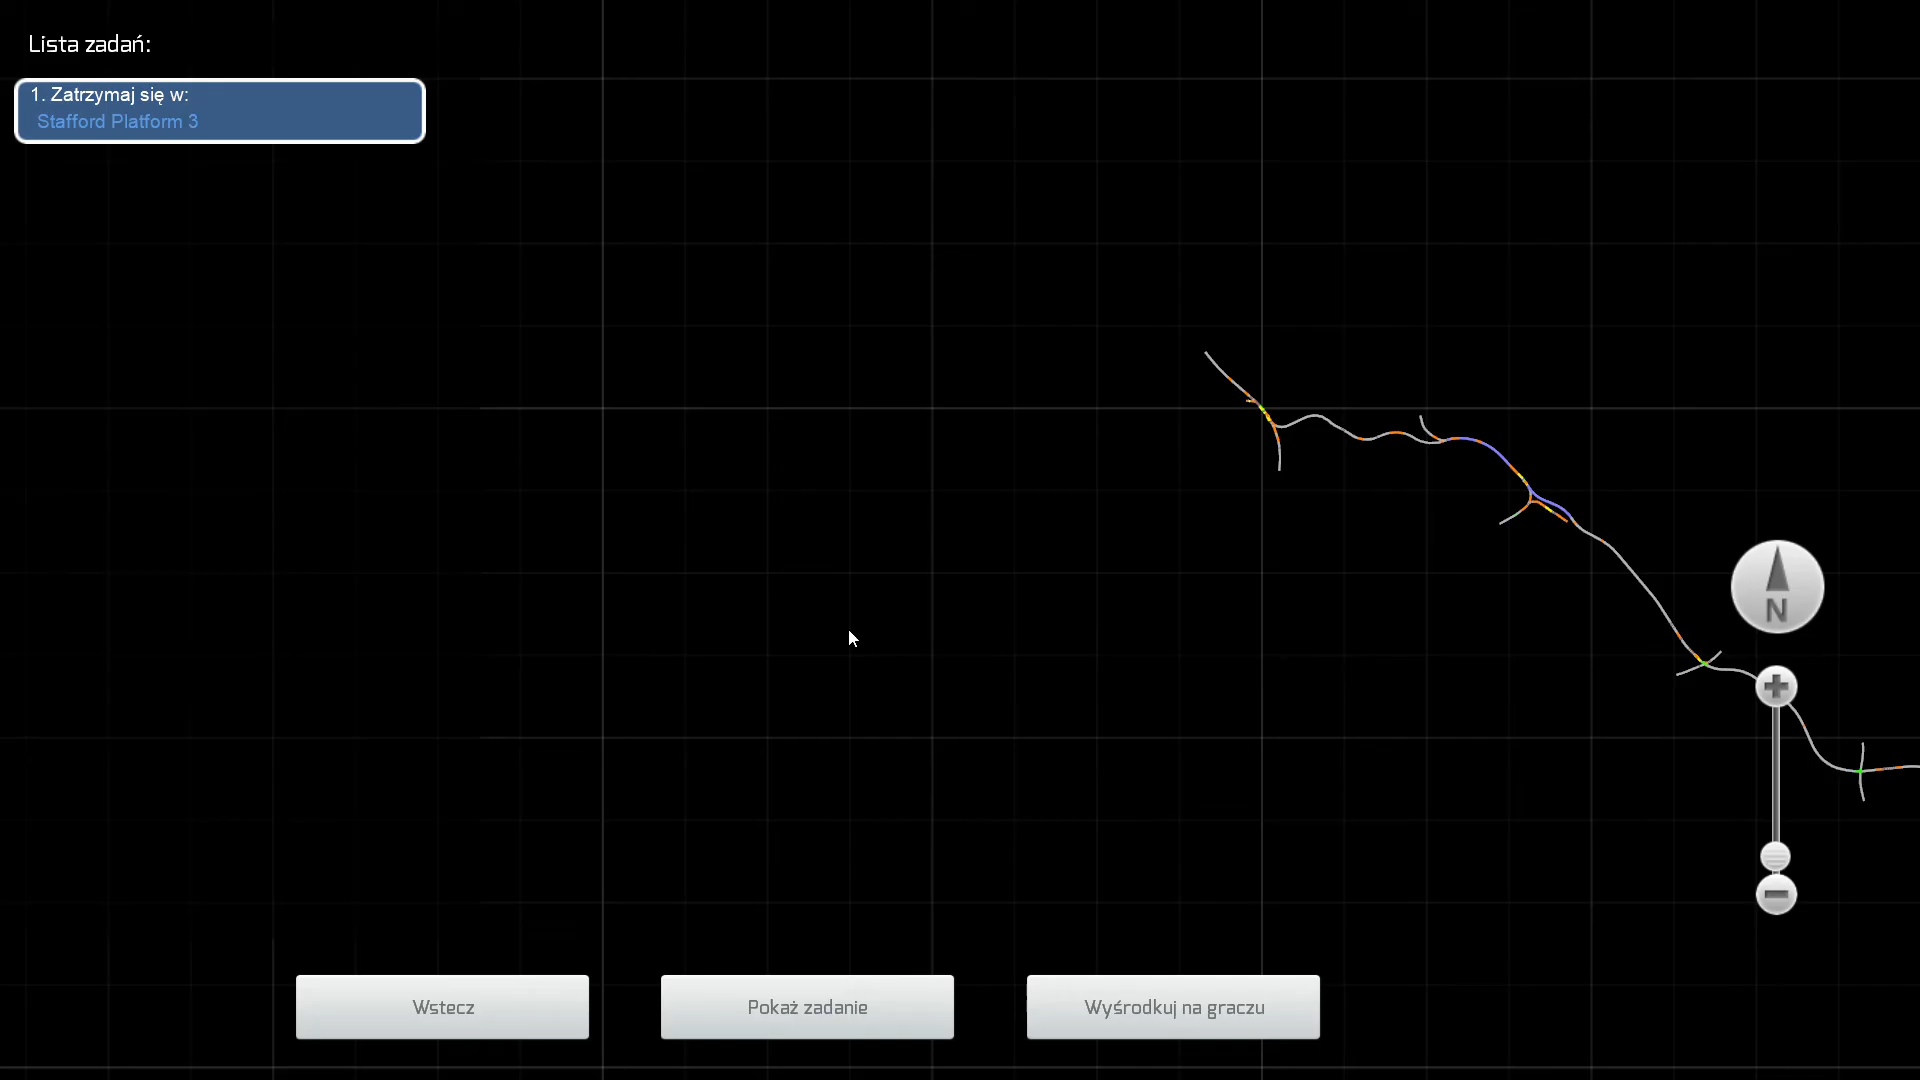 Lista zadań:
1. Zatrzymaj się w:
Stafford Platform 3
N
Wstecz
Pokaż zadanie
Wyśrodkuj na graczu